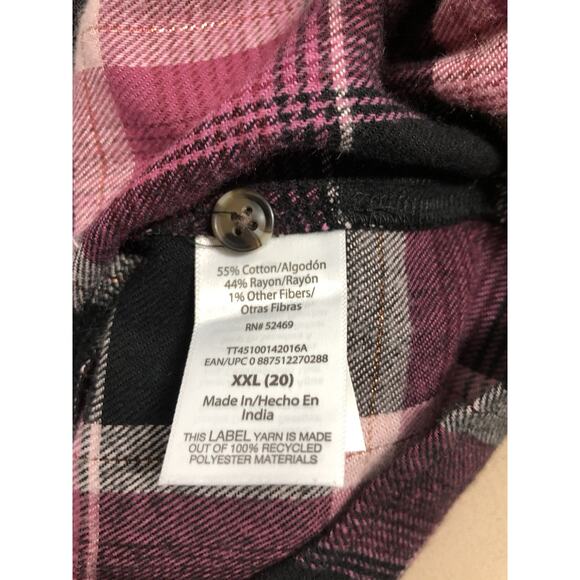 55% Cotton/Algodón
44% Rayon/Rayón
1% Other Fibers/
Otras Fibras
RN# 52469
TT45100142016A
EAN/UPC 0 887512270288
XXL (20)
Made In/Hecho En
India
THIS LABEL YARN IS MADE
OUT OF 100% RECYCLED
POLYESTER MATERIALS